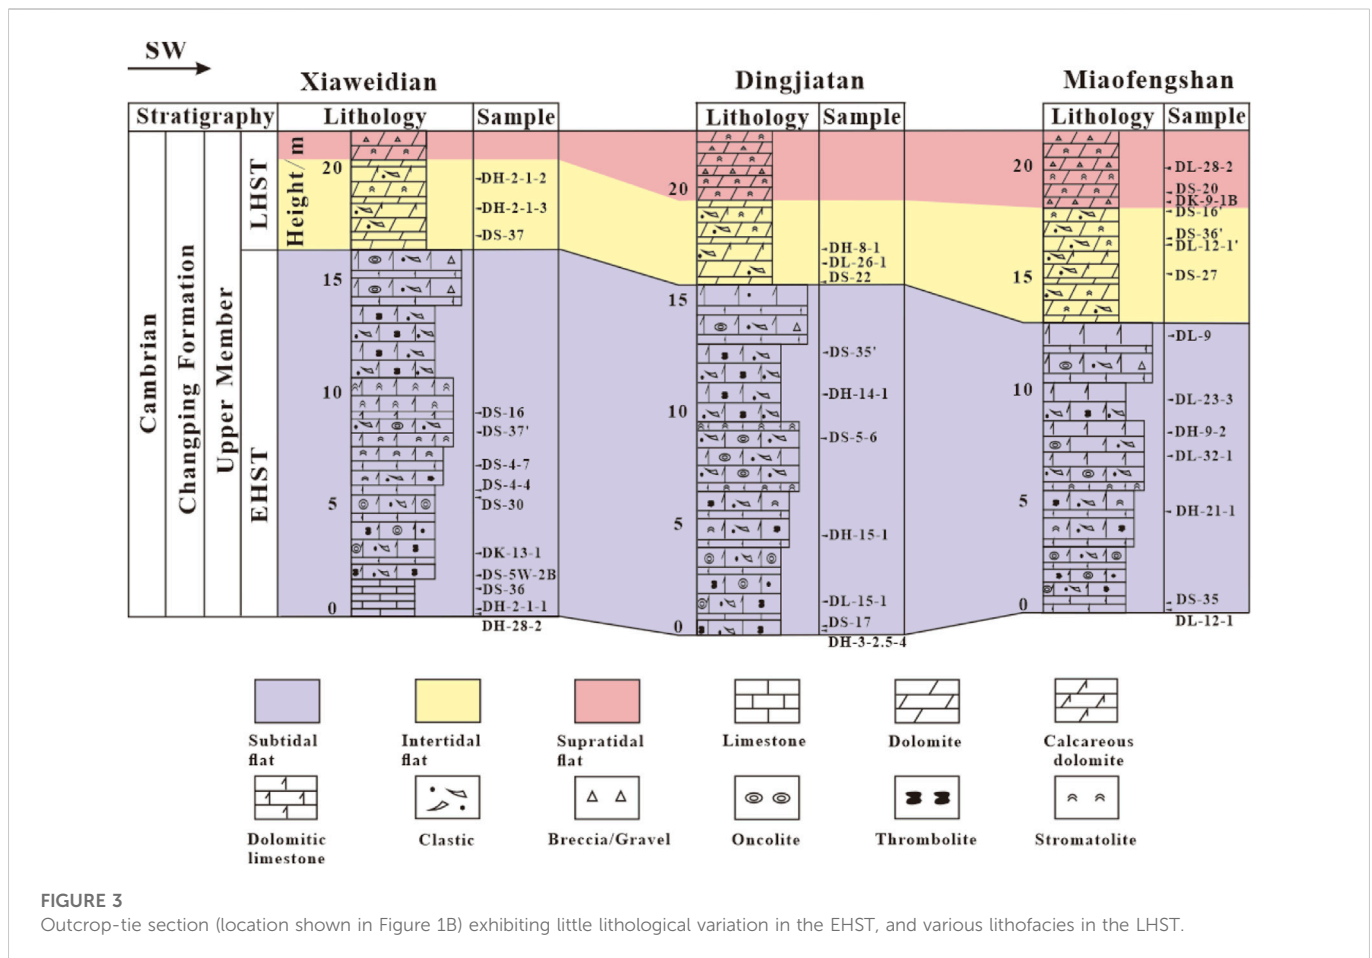 SW
Xiaweidian
Dingjiatan
Miaofengshan
Stratigraphy
Lithology
Sample
Lithology
Sample
Lithology
Sample
Cambrian
Changping Formation
Upper Member
LHST
EHST
Height/ m
20
15
10
5
0
DH-2-1-2
DH-2-1-3
DS-37
DS-16
DS-37'
DS-4-7
DS-4-4
DS-30
DK-13-1
DS-5W-2B
DS-36
DH-2-1-1
DH-28-2
20
15
10
5
0
DH-8-1
DL-26-1
DS-22
DS-35'
DH-14-1
DS-5-6
DH-15-1
DL-15-1
DS-17
DH-3-2.5-4
20
15
10
5
0
DL-28-2
DS-20
DK-9-1B
DS-16'
DS-36'
DL-12-1'
DS-27
DL-9
DL-23-3
DH-9-2
DL-32-1
DH-21-1
DS-35
DL-12-1
Subtidal
flat
Intertidal
flat
Supratidal
flat
Limestone
Dolomite
Calcareous
dolomite
Dolomitic
limestone
Clastic
Breccia/Gravel
Oncolite
Thrombolite
Stromatolite
FIGURE 3
Outcrop-tie section (location shown in Figure 1B) exhibiting little lithological variation in the EHST, and various lithofacies in the LHST.